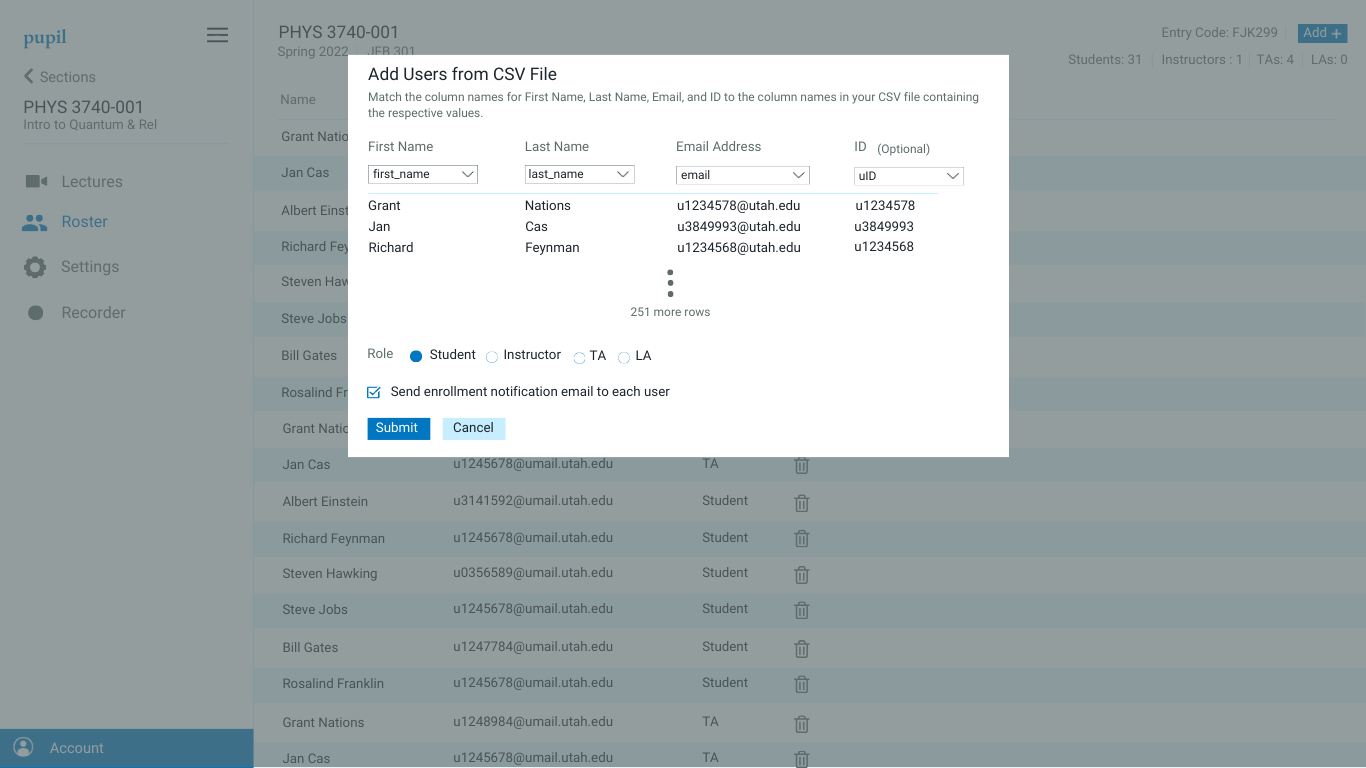 pupil
Sections
PHYS 3740-001
Intro to Quantum & Rel
Lectures
Roster
Settings
Recorder
Account
PHYS 3740-001
Spring 2022 JFB 301
Entry Code: FJK299 Add +
Students: 31 Instructors : 1 TAs: 4 LAs: 0
Name
Grant Natio
Jan Cas
Albert Einst
Richard Fey
Steven Haw
Steve Jobs
Bill Gates
Rosalind Fr
Grant Natio
Add Users from CSV File
Match the column names for First Name, Last Name, Email, and ID to the column names in your CSV file containing
the respective values.
First Name Last Name Email Address ID (Optional)
first_name last_name email uID
Grant Nations u1234578@utah.edu u1234578
Jan Cas u3849993@utah.edu u3849993
Richard Feynman u1234568@utah.edu u1234568
251 more rows
Role Student Instructor TA LA
Send enrollment notification email to each user
Submit Cancel
Jan Cas u1245678@umail.utah.edu TA
Albert Einstein u3141592@umail.utah.edu Student
Richard Feynman u1245678@umail.utah.edu Student
Steven Hawking u0356589@umail.utah.edu Student
Steve Jobs u1245678@umail.utah.edu Student
Bill Gates u1247784@umail.utah.edu Student
Rosalind Franklin u1245678@umail.utah.edu Student
Grant Nations u1248984@umail.utah.edu TA
Jan Cas u1245678@umail.utah.edu TA